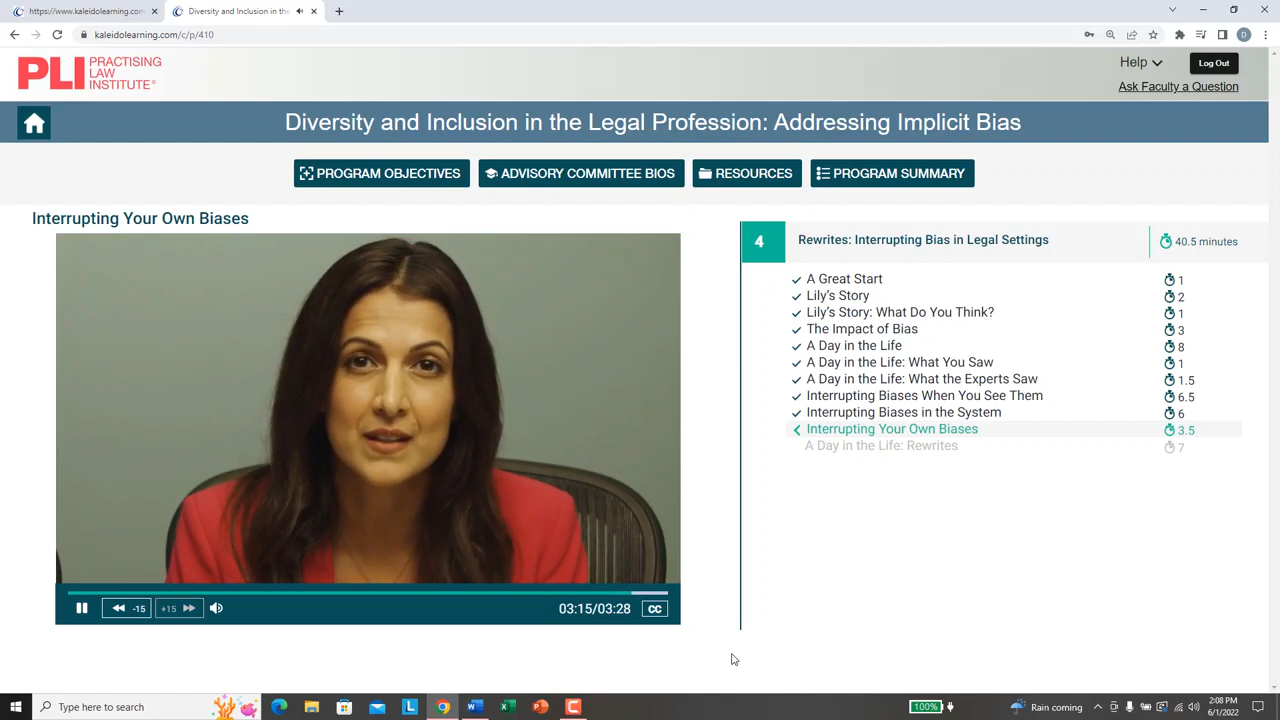 https://www.kaleidolearning.com/
Diversity and Inclusion in the
kaleidolearning.com/c/p/410
D
PLI PRACTISING
LAW
INSTITUTE®
Help
Log Out
Ask Faculty a Question
Diversity and Inclusion in the Legal Profession: Addressing Implicit Bias
PROGRAM OBJECTIVES
ADVISORY COMMITTEE BIOS
RESOURCES
PROGRAM SUMMARY
Interrupting Your Own Biases
4 Rewrites: Interrupting Bias in Legal Settings 40.5 minutes
A Great Start 1
Lily's Story 2
Lily's Story: What Do You Think? 1
The Impact of Bias 3
A Day in the Life 8
A Day in the Life: What You Saw 1
A Day in the Life: What the Experts Saw 1.5
Interrupting Biases When You See Them 6.5
Interrupting Biases in the System 6
Interrupting Your Own Biases 3.5
A Day in the Life: Rewrites 7
-15
+15
03:15/03:28
CC
Type here to search
L
100%
Rain coming
2:08 PM
6/1/2022